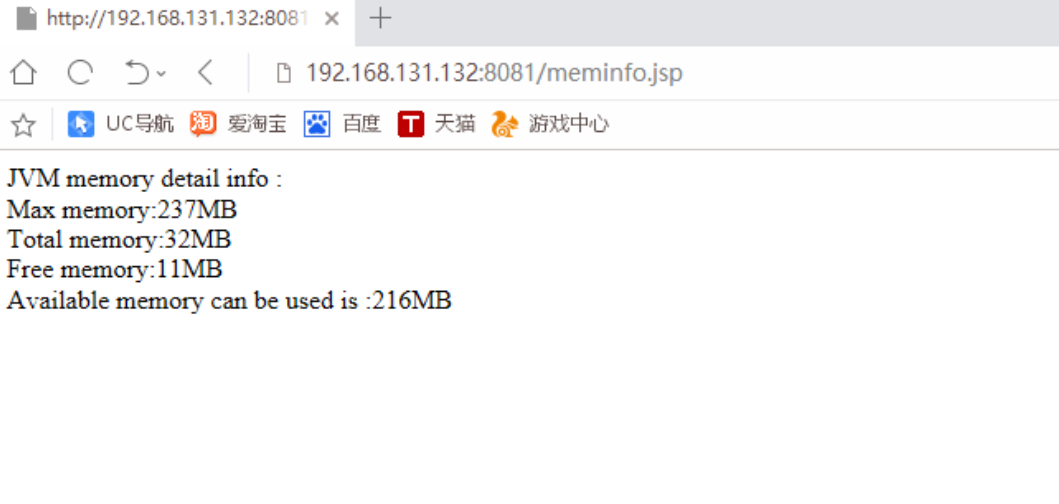 http://192.168.131.132:8081
192.168.131.132:8081/meminfo.jsp
UC导航 淘 爱淘宝 百度 T 天猫 游戏中心
JVM memory detail info :
Max memory:237MB
Total memory:32MB
Free memory:11MB
Available memory can be used is :216MB